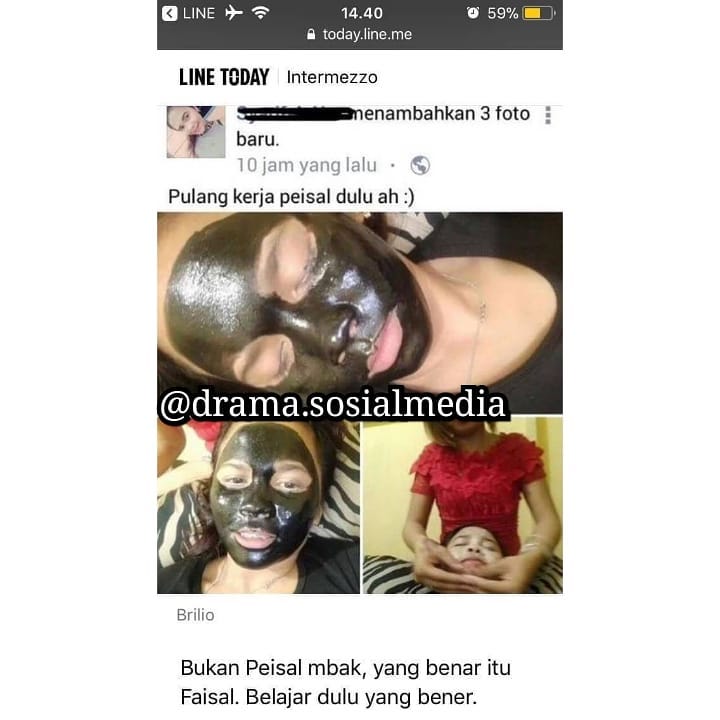 LINE
14.40
59%
today.line.me
LINE TODAY Intermezzo
menambahkan 3 foto
baru.
10 jam yang lalu ·
Pulang kerja peisal dulu ah :)
@drama.sosialmedia
Brilio
Bukan Peisal mbak, yang benar itu
Faisal. Belajar dulu yang bener.